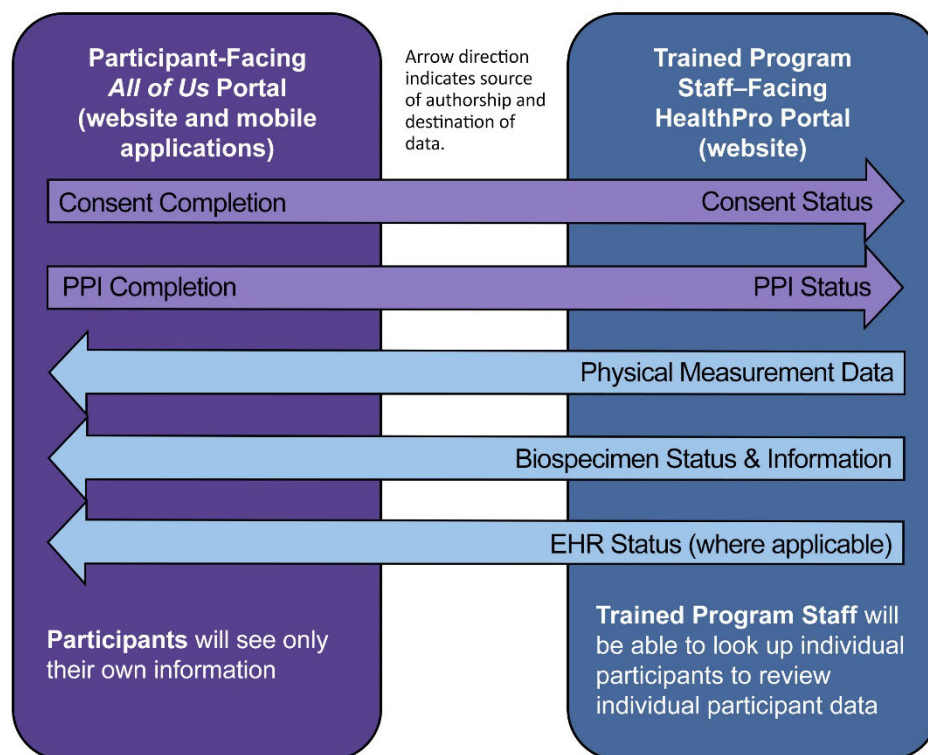 Participant-Facing
All of Us Portal
(website and mobile
applications)
Arrow direction
indicates source
of authorship and
destination of
data.
Trained Program
Staff–Facing
HealthPro Portal
(website)
Consent Completion
Consent Status
PPI Completion
PPI Status
Physical Measurement Data
Biospecimen Status & Information
EHR Status (where applicable)
Participants will see only
their own information
Trained Program Staff will
be able to look up individual
participants to review
individual participant data